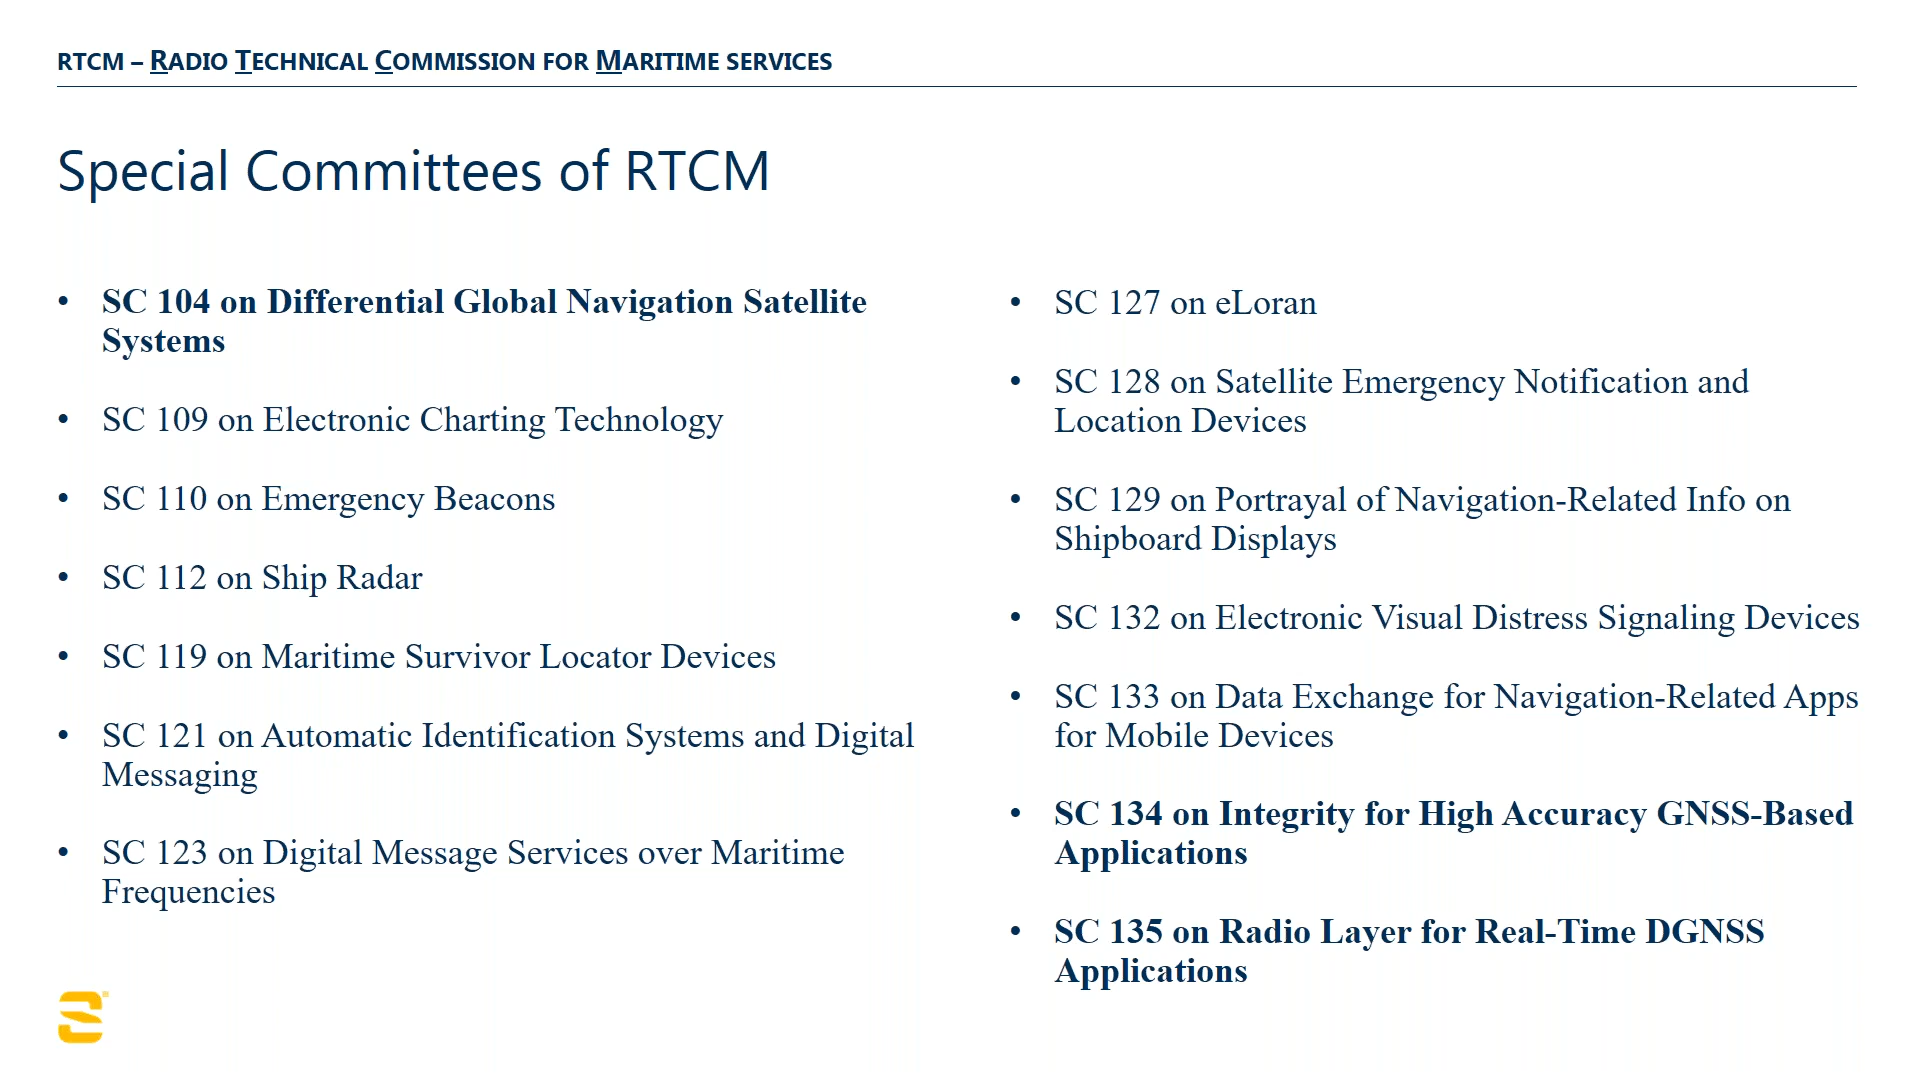 RTCM – RADIO TECHNICAL COMMISSION FOR MARITIME SERVICES
Special Committees of RTCM
• SC 104 on Differential Global Navigation Satellite
Systems
• SC 109 on Electronic Charting Technology
• SC 110 on Emergency Beacons
• SC 112 on Ship Radar
• SC 119 on Maritime Survivor Locator Devices
• SC 121 on Automatic Identification Systems and Digital
Messaging
• SC 123 on Digital Message Services over Maritime
Frequencies
• SC 127 on eLoran
• SC 128 on Satellite Emergency Notification and
Location Devices
• SC 129 on Portrayal of Navigation-Related Info on
Shipboard Displays
• SC 132 on Electronic Visual Distress Signaling Devices
• SC 133 on Data Exchange for Navigation-Related Apps
for Mobile Devices
• SC 134 on Integrity for High Accuracy GNSS-Based
Applications
• SC 135 on Radio Layer for Real-Time DGNSS
Applications